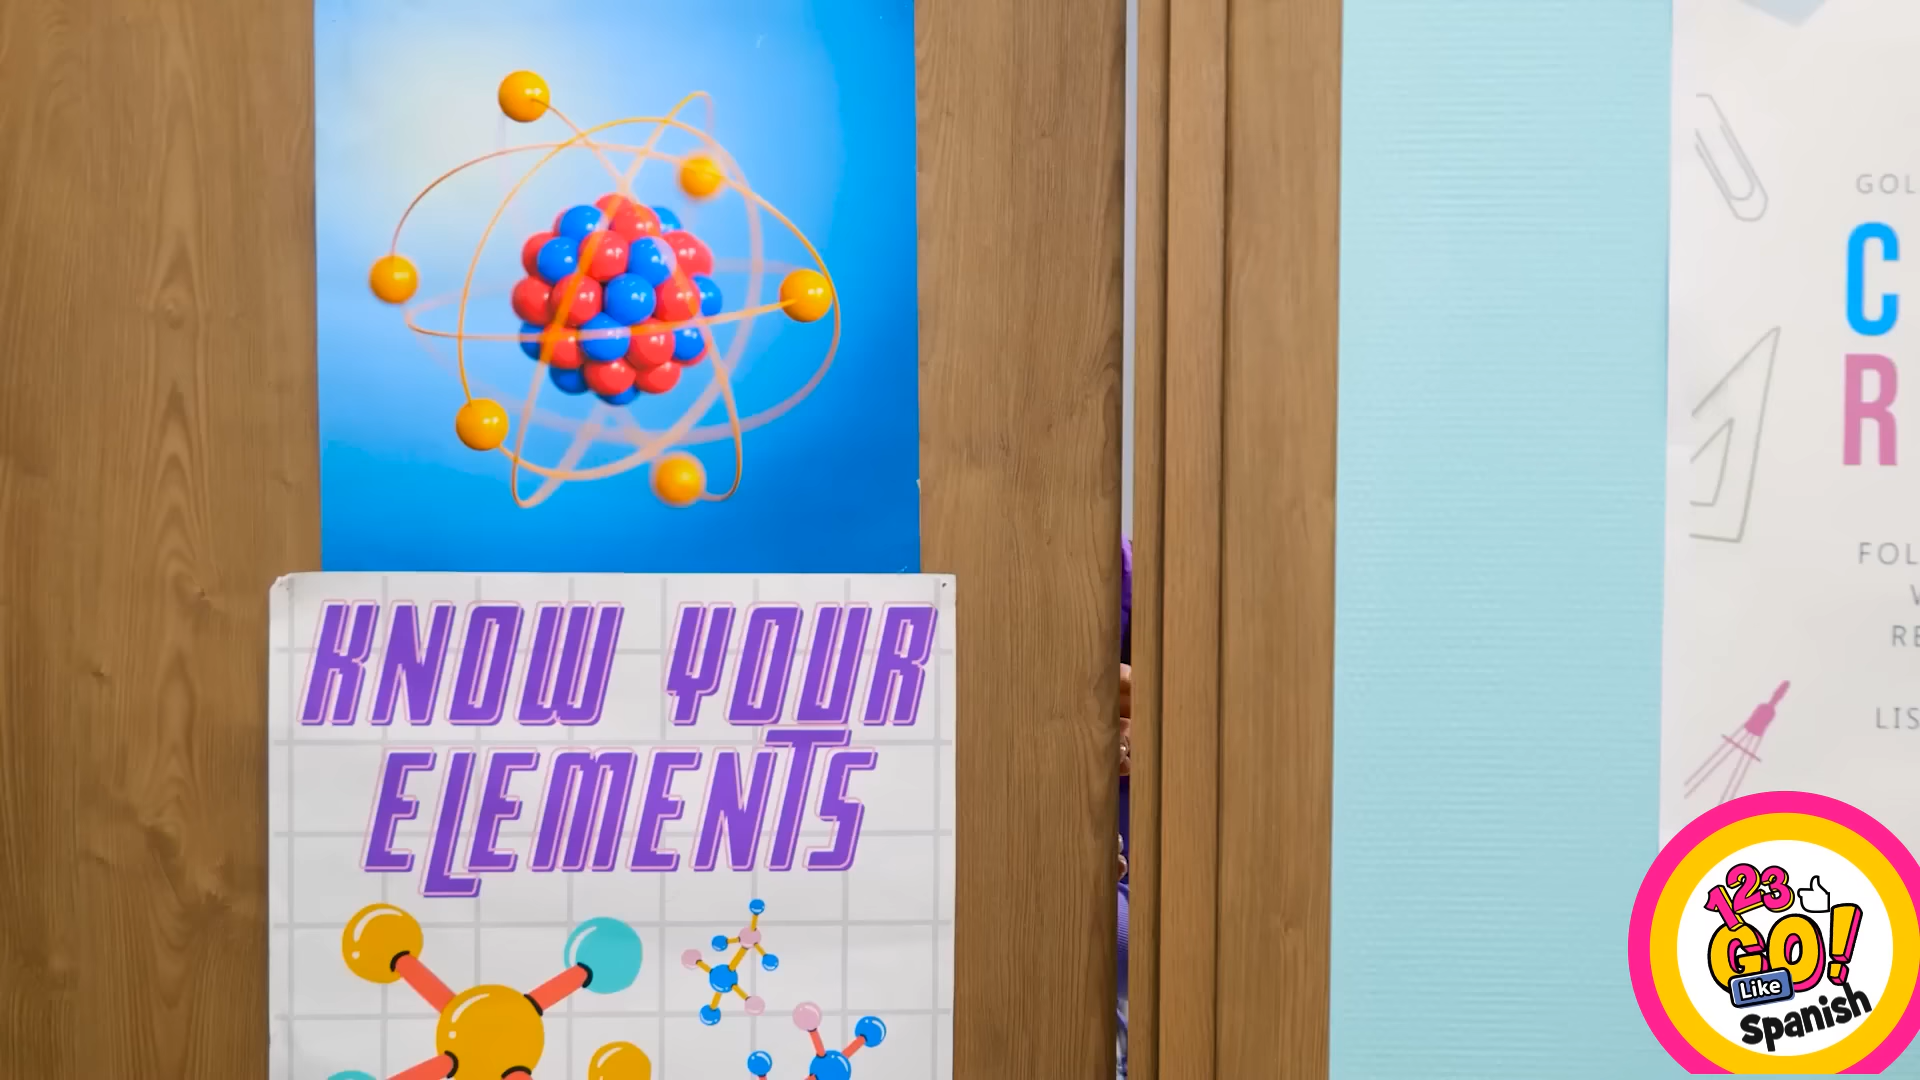 KNOW YOUR
ELEMENTS
GOL
C
R
FOL
RE
LIS
123
GO!
Like
Spanish